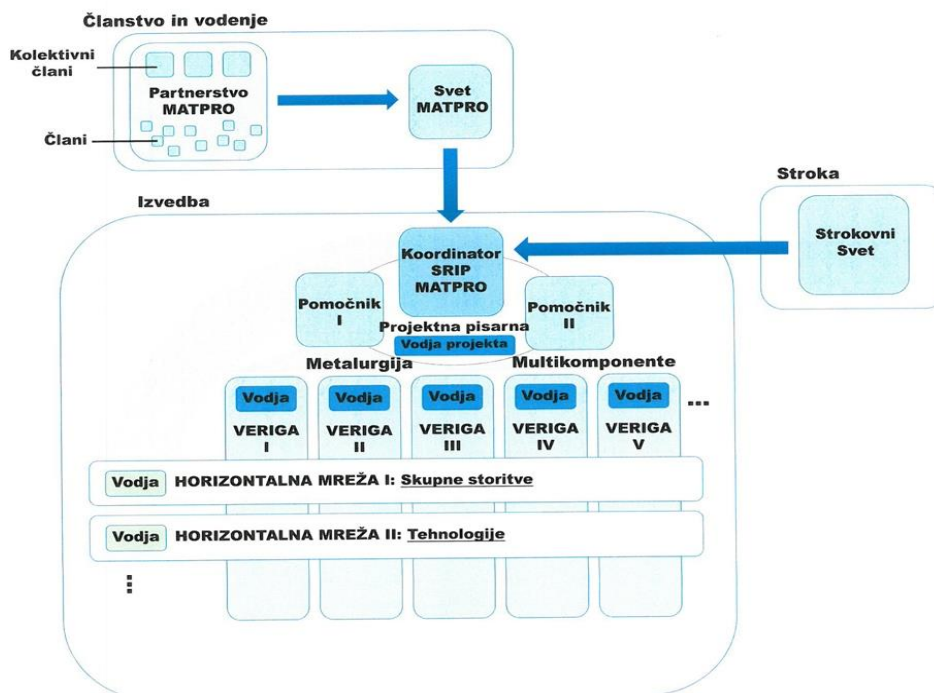 Članstvo in vodenje
Kolektivni
člani
Partnerstvo
MATPRO
Člani
Svet
MATPRO
Stroka
Strokovni
Svet
Izvedba
Koordinator
SRIP
MATPRO
Pomočnik
I
Pomočnik
II
Projektna pisarna
Vodja projekta
Metalurgija
Multikomponente
Vodja
Vodja
Vodja
Vodja
Vodja
...
VERIGA
I
VERIGA
II
VERIGA
III
VERIGA
IV
VERIGA
V
Vodja HORIZONTALNA MREŽA I: Skupne storitve
Vodja HORIZONTALNA MREŽA II: Tehnologije
...